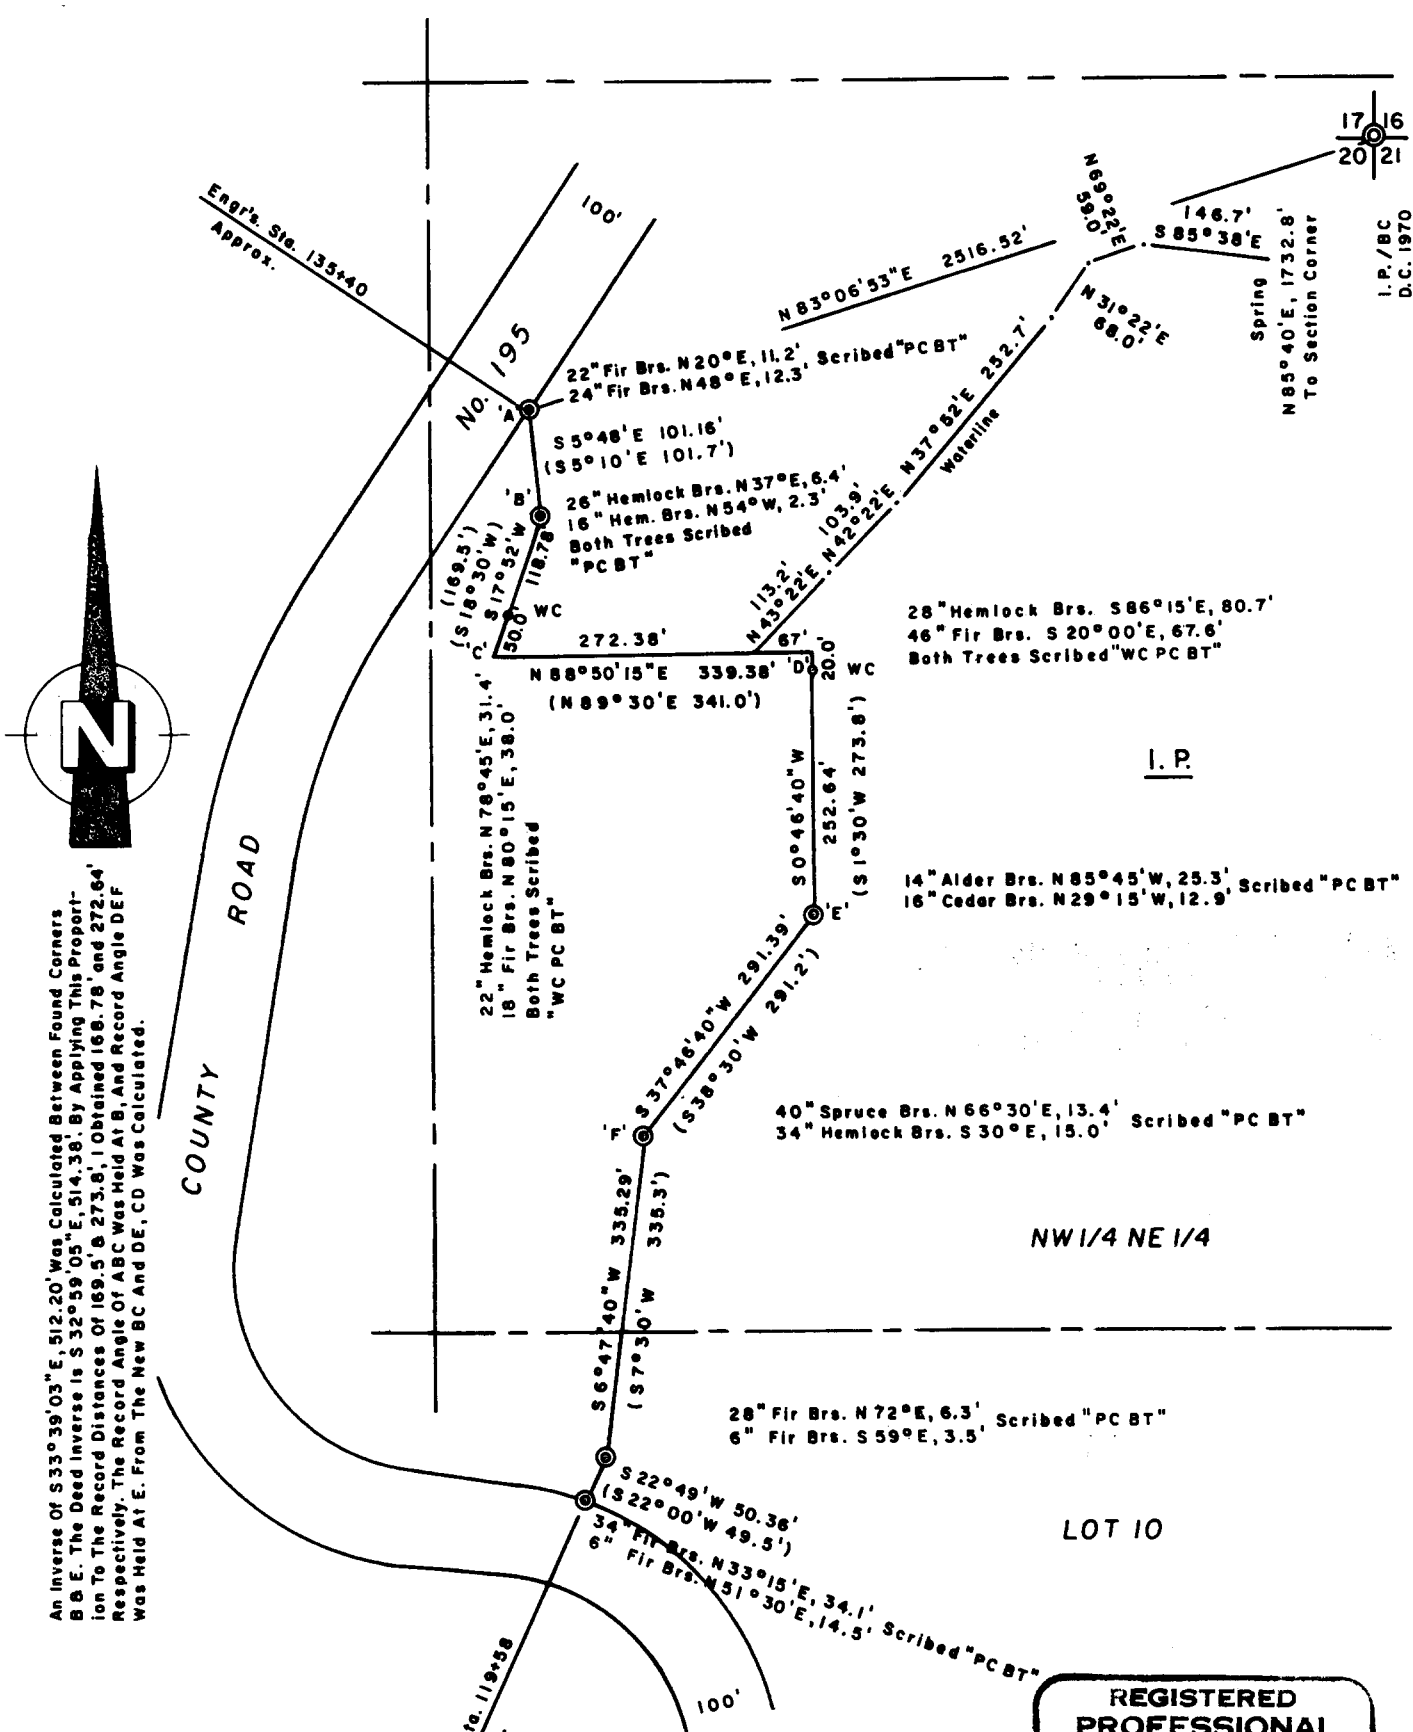 17 16
20 21
I.P./BC
D.C. 1970
Engr's. Sta. 135+40
Approx.
100'
No. 195
N 69°22'E
59.0'
146.7'
S 85°38'E
Spring
N 85°40'E, 1732.8'
To Section Corner
N 83°06'53"E 2516.52'
N 31°22'E
68.0'
N 37°52'E 252.7'
Waterline
22" Fir Brs. N 20°E, 11.2'
24" Fir Brs. N 48°E, 12.3'
Scribed "PC BT"
'A'
S 5°48'E 101.16'
(S 5°10'E 101.7')
'B'
26" Hemlock Brs. N 37°E, 6.4'
16" Hem. Brs. N 54°W, 2.3'
Both Trees Scribed
"PC BT"
103.9'
N 42°22'E
(169.5')
(S 18°30'W)
S 17°52'W
118.78'
WC
50.0'
'C'
113.2'
N 43°22'E
272.38'
67'
N 88°50'15"E 339.38'
(N 89°30'E 341.0')
'D'
20.0'
WC
28" Hemlock Brs. S 86°15'E, 80.7'
46" Fir Brs. S 20°00'E, 67.6'
Both Trees Scribed "WC PC BT"
22" Hemlock Brs. N 78°45'E, 31.4'
18" Fir Brs. N 80°15'E, 38.0'
Both Trees Scribed
"WC PC BT"
S 0°46'40"W
252.64'
(S 1°30'W 273.8')
I. P.
N
COUNTY ROAD
14" Alder Brs. N 85°45'W, 25.3'
16" Cedar Brs. N 29°15'W, 12.9'
Scribed "PC BT"
'E'
S 37°46'40"W 291.39'
(S 38°30'W 291.2')
40" Spruce Brs. N 66°30'E, 13.4'
34" Hemlock Brs. S 30°E, 15.0'
Scribed "PC BT"
'F'
S 6°47'40"W 335.29'
(S 7°30'W 335.3')
NW 1/4 NE 1/4
28" Fir Brs. N 72°E, 6.3'
6" Fir Brs. S 59°E, 3.5'
Scribed "PC BT"
S 22°49'W 50.36'
(S 22°00'W 49.5')
34" Fir Brs. N 33°15'E, 34.1'
6" Fir Brs. N 51°30'E, 14.5'
Scribed "PC BT"
LOT 10
ta. 119+58
100'
An Inverse Of S 33°39'03"E, 512.20' Was Calculated Between Found Corners
B & E. The Deed Inverse Is S 32°59'05"E, 514.38'. By Applying This Proport-
ion To The Record Distances Of 169.5' & 273.8', I Obtained 168.78' and 272.64'
Respectively. The Record Angle Of ABC Was Held At B, And Record Angle DEF
Was Held At E. From The New BC And DE, CD Was Calculated.
REGISTERED
PROFESSIONAL